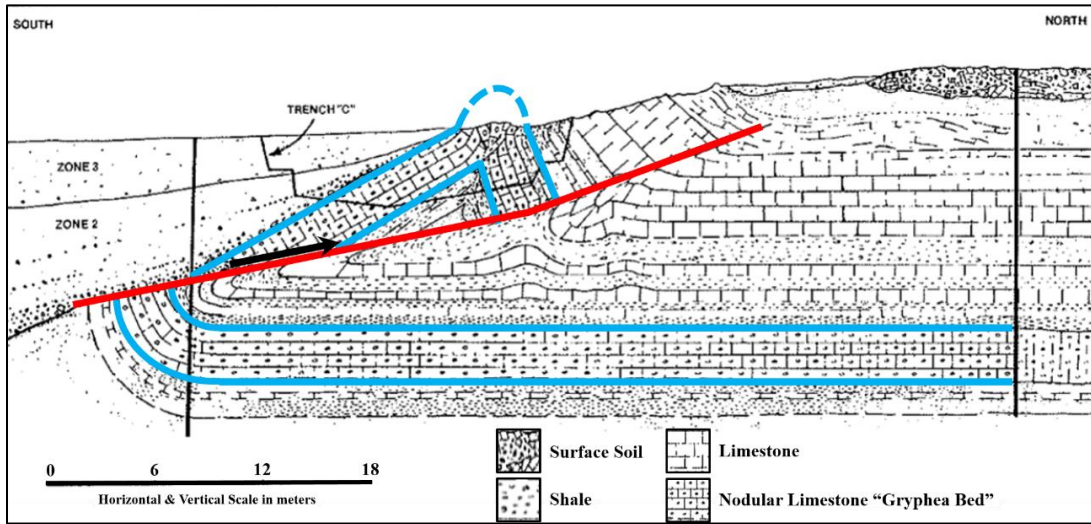 SOUTH
NORTH
TRENCH "C"
ZONE 3
ZONE 2
0 6 12 18
Horizontal & Vertical Scale in meters
Surface Soil
Limestone
Shale
Nodular Limestone “Gryphea Bed”